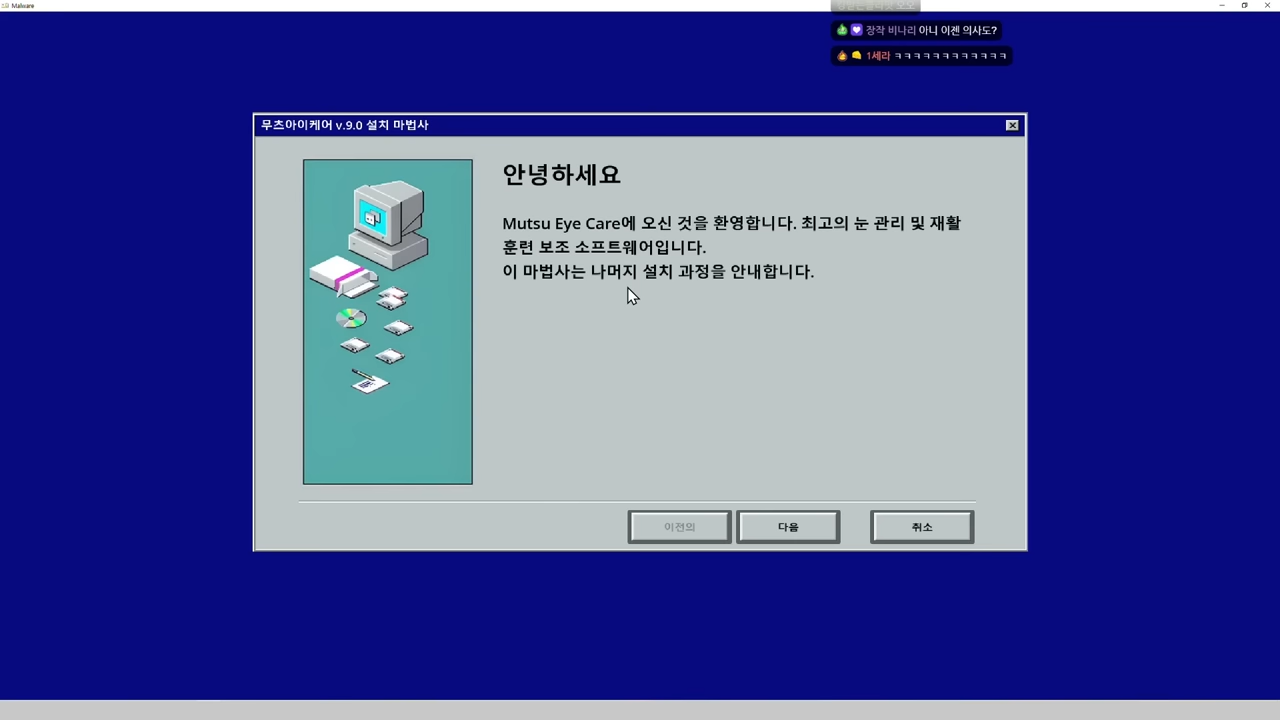 Malware
장작 비나리 아니 이젠 의사도?
1세라 ㅋㅋㅋㅋㅋㅋㅋㅋㅋㅋㅋㅋ
무츠아이케어 v.9.0 설치 마법사
안녕하세요
Mutsu Eye Care에 오신 것을 환영합니다. 최고의 눈 관리 및 재활
훈련 보조 소프트웨어입니다.
이 마법사는 나머지 설치 과정을 안내합니다.
이전의
다음
취소